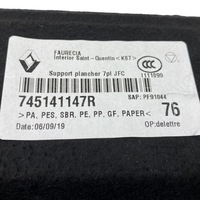 FAURECIA
Interior Saint-Quentin <K67>
Support plancher 7pl JFC
1111099
745141147R
SAP: PF91044
76
>PA, PES, SBR, PE, PP, GF, PAPER<
Date: 06/09/19
OP:delettre